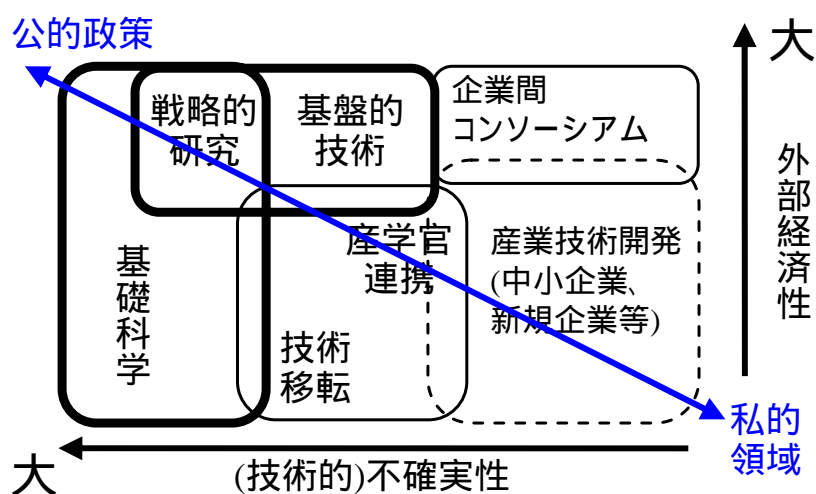 公的政策
大
戦略的
研究
基盤的
技術
企業間
コンソーシアム
外部経済性
産学官
連携
産業技術開発
(中小企業、
新規企業等)
基礎科学
技術
移転
私的
領域
大
(技術的)不確実性